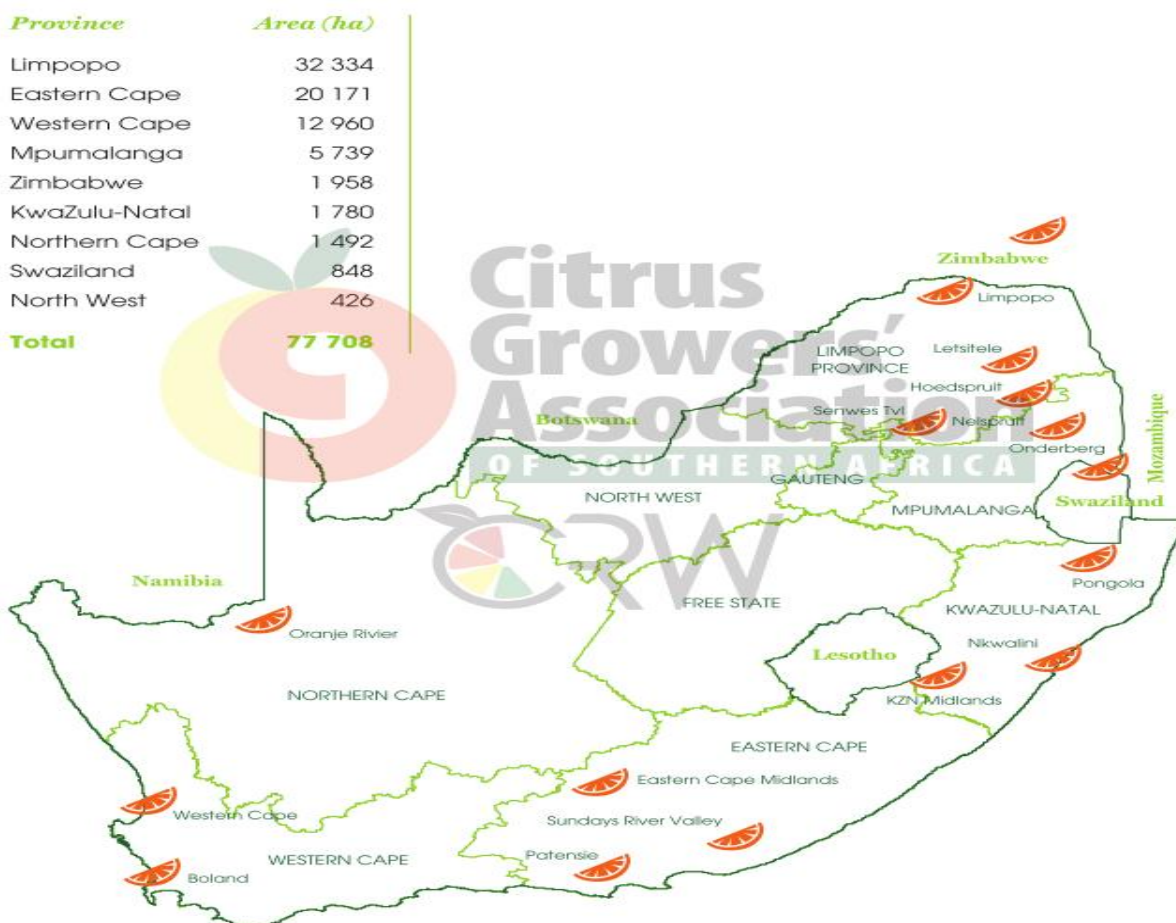 Province Area (ha)
Limpopo 32 334
Eastern Cape 20 171
Western Cape 12 960
Mpumalanga 5 739
Zimbabwe 1 958
KwaZulu-Natal 1 780
Northern Cape 1 492
Swaziland 848
North West 426
Total 77 708
Citrus
Growers'
Association
OF SOUTHERN AFRICA
CRW
Zimbabwe
Limpopo
LIMPOPO
PROVINCE
Letsitele
Hoedspruit
Senwes Tvl
Nelspruit
Onderberg
Mozambique
Botswana
GAUTENG
NORTH WEST
MPUMALANGA
Swaziland
Pongola
Namibia
FREE STATE
KWAZULU-NATAL
Oranje Rivier
Nkwalini
Lesotho
KZN Midlands
NORTHERN CAPE
EASTERN CAPE
Eastern Cape Midlands
Western Cape
Sundays River Valley
Patensie
WESTERN CAPE
Boland